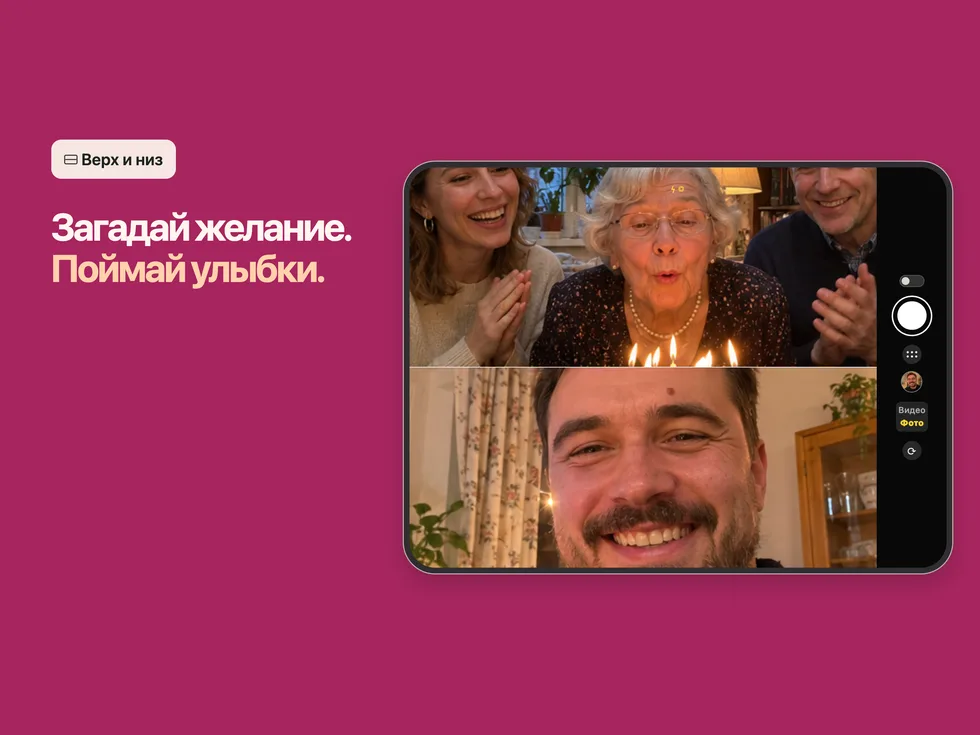 Верх и низ
Загадай желание.
Поймай улыбки.
Видео
Фото